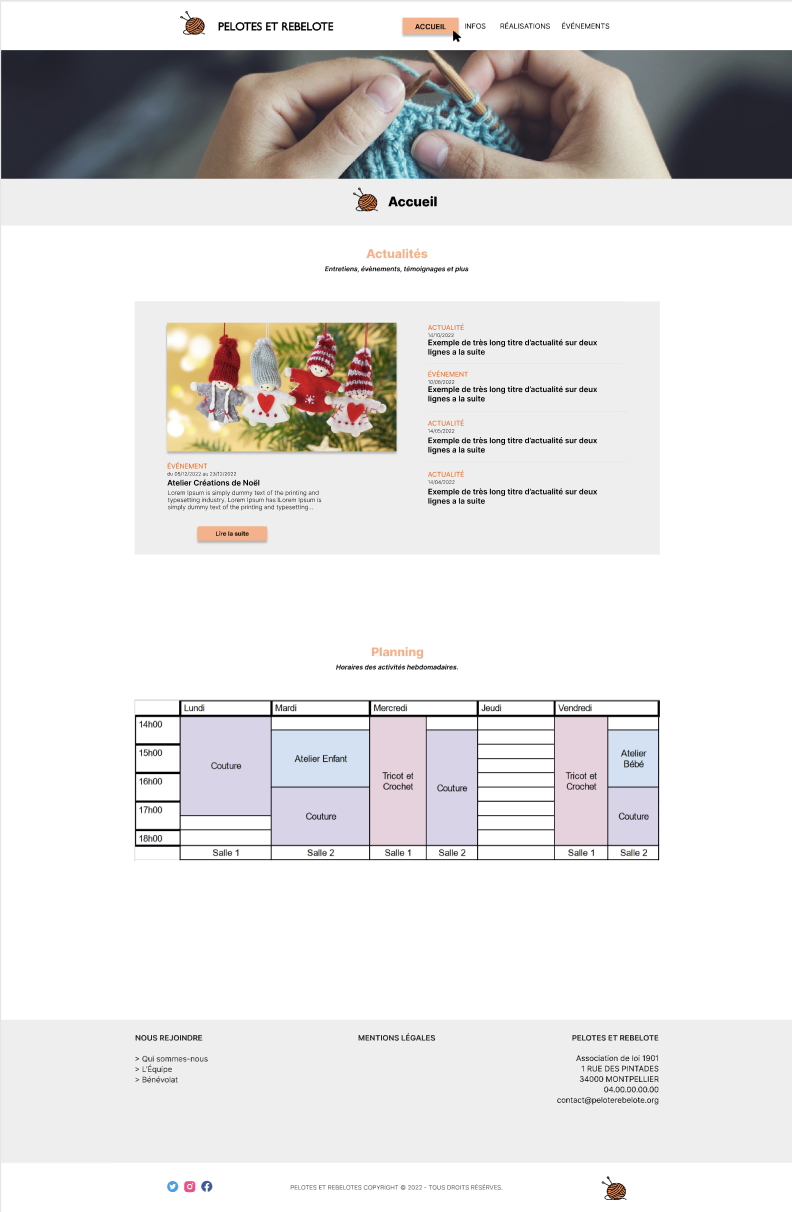 PELOTES ET REBELOTE
ACCUEIL
INFOS
RÉALISATIONS
ÉVÉNEMENTS
Accueil
Actualités
Entretiens, évènements, témoignages et plus
ÉVÉNEMENT
du 05/12/2022 au 23/12/2022
Atelier Créations de Noël
Lorem Ipsum is simply dummy text of the printing and
typesetting industry. Lorem Ipsum has lLorem Ipsum is
simply dummy text of the printing and typesetting...
Lire la suite
ACTUALITÉ
14/10/2023
Exemple de très long titre d'actualité sur deux
lignes a la suite
ÉVÉNEMENT
10/06/2022
Exemple de très long titre d'actualité sur deux
lignes a la suite
ACTUALITÉ
14/05/2022
Exemple de très long titre d'actualité sur deux
lignes a la suite
ACTUALITÉ
14/04/2022
Exemple de très long titre d'actualité sur deux
lignes a la suite
Planning
Horaires des activités hebdomadaires.
Lundi
Mardi
Mercredi
Jeudi
Vendredi
14h00
15h00
16h00
17h00
18h00
Couture
Atelier Enfant
Couture
Tricot et
Crochet
Couture
Tricot et
Crochet
Atelier
Bébé
Couture
Salle 1
Salle 2
Salle 1
Salle 2
Salle 1
Salle 2
NOUS REJOINDRE
> Qui sommes-nous
> L'Équipe
> Bénévolat
MENTIONS LÉGALES
PELOTES ET REBELOTE
Association de loi 1901
1 RUE DES PINTADES
34000 MONTPELLIER
04.00.00.00.00
contact@peloterebelote.org
PELOTES ET REBELOTES COPYRIGHT © 2022 - TOUS DROITS RÉSÉRVES.